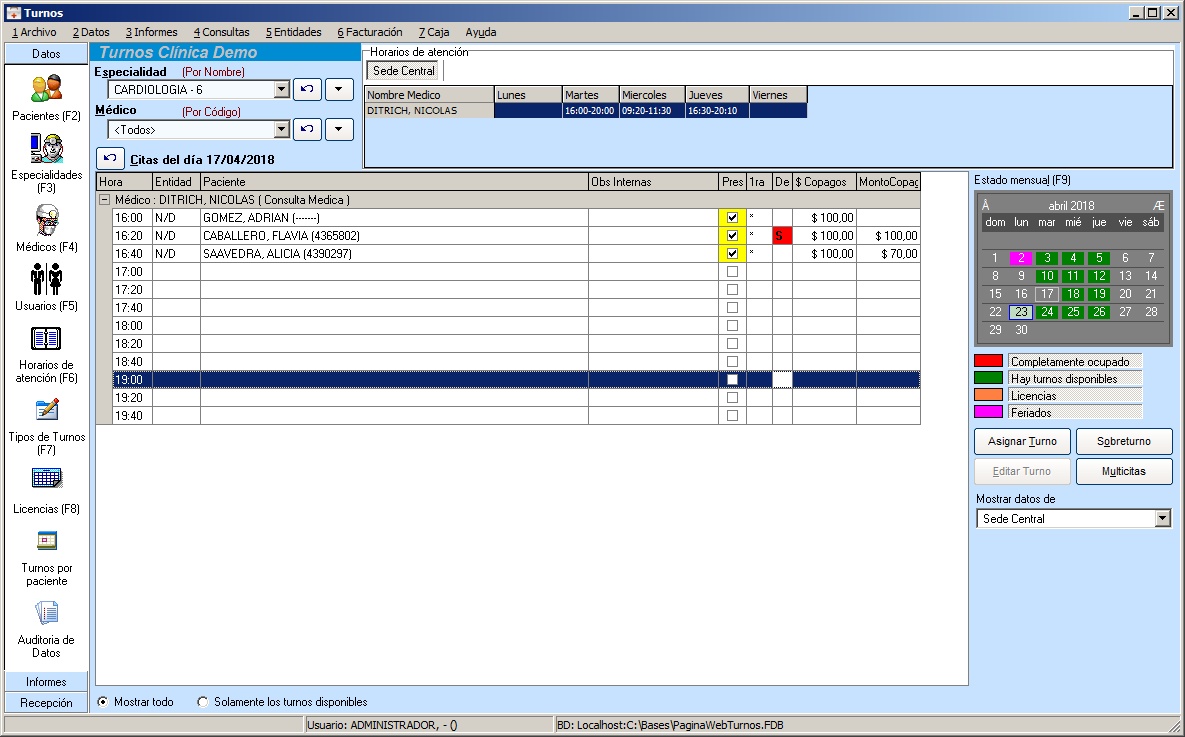 Turnos
1 Archivo 2 Datos 3 Informes 4 Consultas 5 Entidades 6 Facturación 7 Caja Ayuda
Datos
Pacientes (F2)
Especialidades
(F3)
Médicos (F4)
Usuarios (F5)
Horarios de
atención (F6)
Tipos de Turnos
(F7)
Licencias (F8)
Turnos por
paciente
Auditoria de
Datos
Informes
Recepción
Turnos Clínica Demo
Especialidad (Por Nombre)
CARDIOLOGIA - 6
Médico (Por Código)
<Todos>
Citas del día 17/04/2018
Horarios de atención
Sede Central
Nombre Medico Lunes Martes Miercoles Jueves Viernes
DITRICH, NICOLAS 16:00-20:00 09:20-11:30 16:30-20:10
Hora Entidad Paciente Obs Internas Pres 1ra De $ Copagos MontoCopag
Médico : DITRICH, NICOLAS ( Consulta Medica )
16:00 N/D GOMEZ, ADRIAN (-------) * $ 100,00
16:20 N/D CABALLERO, FLAVIA (4365802) * S $ 100,00 $ 100,00
16:40 N/D SAAVEDRA, ALICIA (4390297) * $ 100,00 $ 70,00
17:00
17:20
17:40
18:00
18:20
18:40
19:00
19:20
19:40
Estado mensual (F9)
Â abril 2018 Æ
dom lun mar mié jue vie sáb
1 2 3 4 5 6 7
8 9 10 11 12 13 14
15 16 17 18 19 20 21
22 23 24 25 26 27 28
29 30
Completamente ocupado
Hay turnos disponibles
Licencias
Feriados
Asignar Turno Sobreturno
Editar Turno Multicitas
Mostrar datos de
Sede Central
Mostrar todo Solamente los turnos disponibles
Usuario: ADMINISTRADOR, - () BD: Localhost:C:\Bases\PaginaWebTurnos.FDB